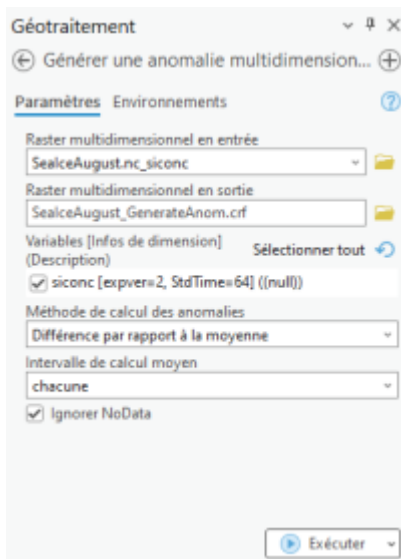 Géotraitement
Générer une anomalie multidimension...
Paramètres Environnements
Raster multidimensionnel en entrée
SeaIceAugust.nc_siconc
Raster multidimensionnel en sortie
SeaIceAugust_GenerateAnom.crf
Variables [Infos de dimension] Sélectionner tout
(Description)
siconc [expver=2, StdTime=64] ((null))
Méthode de calcul des anomalies
Différence par rapport à la moyenne
Intervalle de calcul moyen
chacune
Ignorer NoData
Exécuter